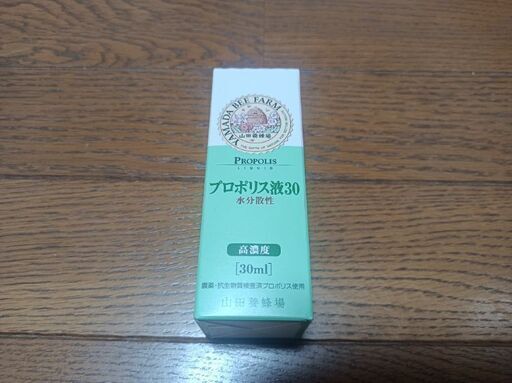 YAMADA BEE FARM
山田養蜂場
PROPOLIS
LIQUID
プロポリス液30
水分散性
高濃度
[30ml]
農薬・抗生物質検査済プロポリス使用
山田養蜂場